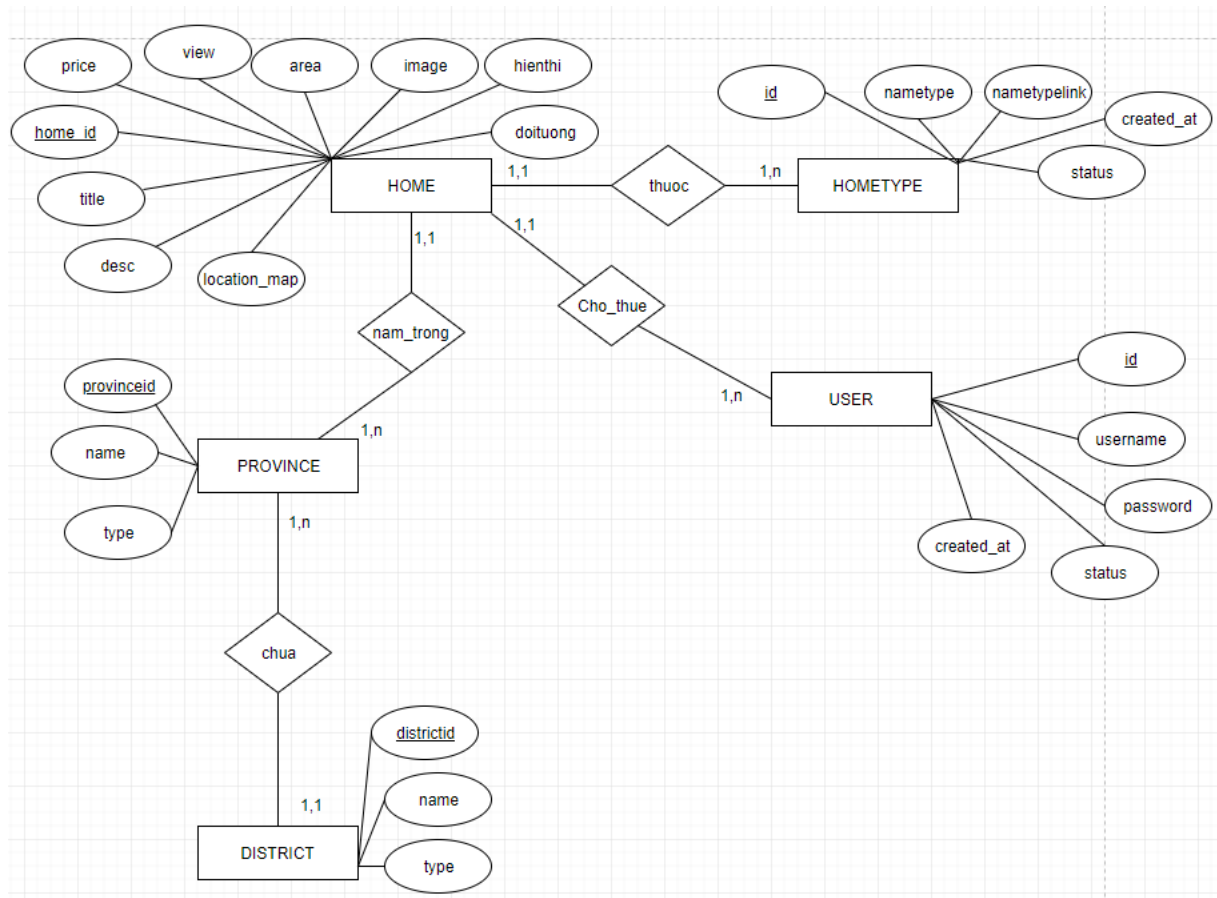 view
price
area
image
hienthi
id
nametype
nametypelink
created_at
home_id
doituong
status
HOME
1,1
thuoc
1,n
HOMETYPE
title
desc
location_map
1,1
1,1
Cho_thue
nam_trong
provinceid
name
type
1,n
PROVINCE
1,n
USER
id
username
password
created_at
status
1,n
chua
1,1
districtid
name
type
DISTRICT